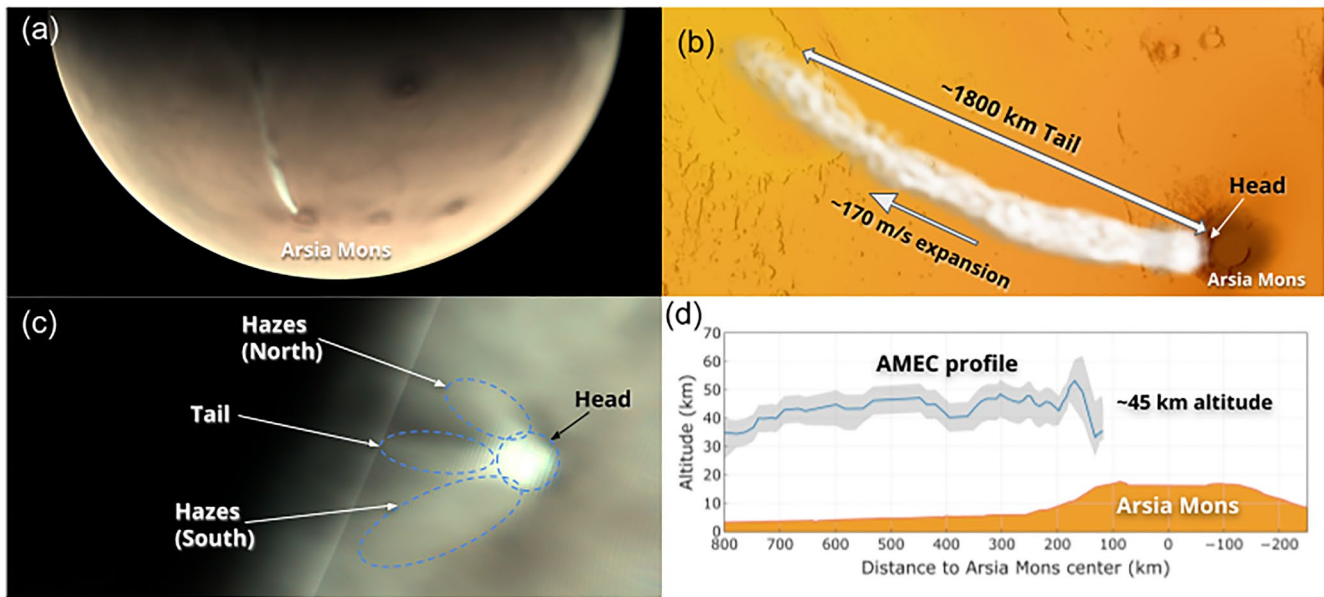 (a)
Arsia Mons
(b)
~1800 km Tail
Head
~170 m/s expansion
Arsia Mons
(c)
Hazes
(North)
Head
Tail
Hazes
(South)
(d)
70
60
50
40
30
20
10
0
Altitude (km)
AMEC profile
~45 km altitude
Arsia Mons
800 700 600 500 400 300 200 100 0 −100 −200
Distance to Arsia Mons center (km)